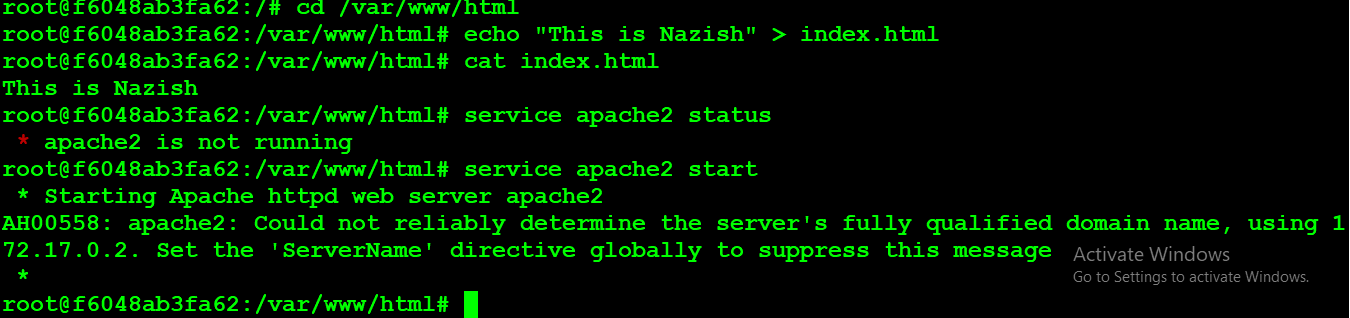 root@f6048ab3fa62:/# cd /var/www/html
root@f6048ab3fa62:/var/www/html# echo "This is Nazish" > index.html
root@f6048ab3fa62:/var/www/html# cat index.html
This is Nazish
root@f6048ab3fa62:/var/www/html# service apache2 status
 * apache2 is not running
root@f6048ab3fa62:/var/www/html# service apache2 start
 * Starting Apache httpd web server apache2
AH00558: apache2: Could not reliably determine the server's fully qualified domain name, using 1
72.17.0.2. Set the 'ServerName' directive globally to suppress this message
Activate Windows
Go to Settings to activate Windows.
 *
root@f6048ab3fa62:/var/www/html#